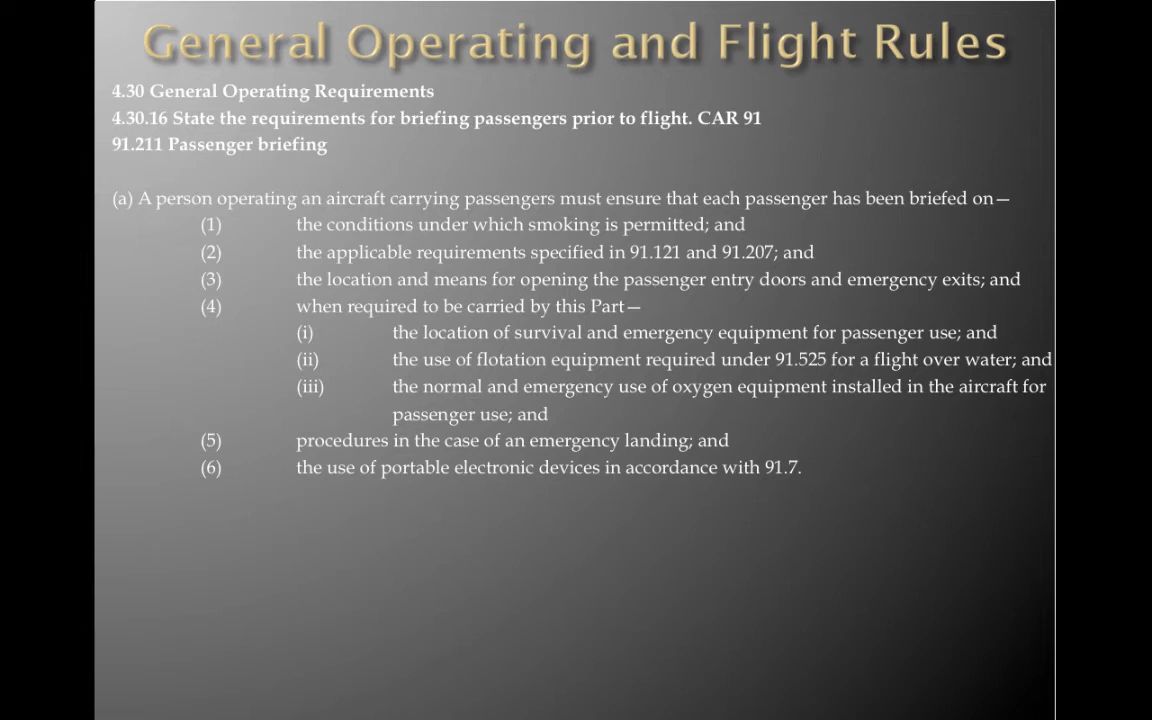 General Operating and Flight Rules
4.30 General Operating Requirements
4.30.16 State the requirements for briefing passengers prior to flight. CAR 91
91.211 Passenger briefing
(a) A person operating an aircraft carrying passengers must ensure that each passenger has been briefed on—
(1) the conditions under which smoking is permitted; and
(2) the applicable requirements specified in 91.121 and 91.207; and
(3) the location and means for opening the passenger entry doors and emergency exits; and
(4) when required to be carried by this Part—
(i) the location of survival and emergency equipment for passenger use; and
(ii) the use of flotation equipment required under 91.525 for a flight over water; and
(iii) the normal and emergency use of oxygen equipment installed in the aircraft for
passenger use; and
(5) procedures in the case of an emergency landing; and
(6) the use of portable electronic devices in accordance with 91.7.